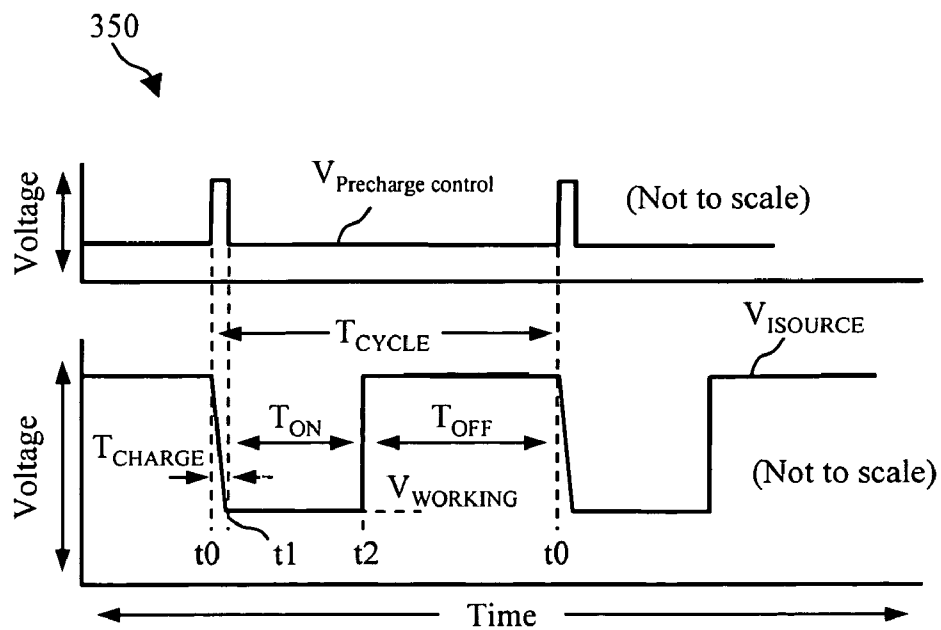 350
Voltage
VPrecharge control
(Not to scale)
TCYCLE
VISOURCE
Voltage
TON
TOFF
TCHARGE
(Not to scale)
VWORKING
t0
t1
t2
t0
Time